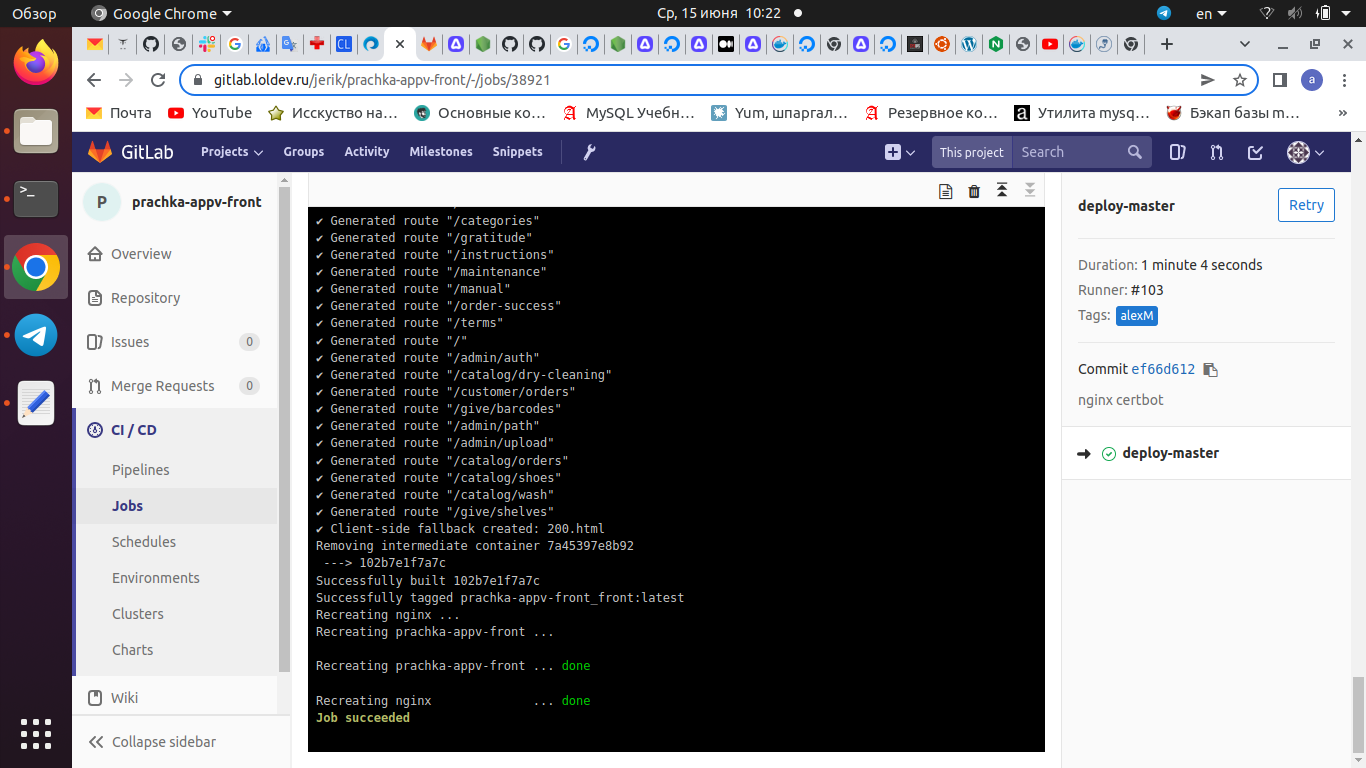 Обзор
Google Chrome
Ср, 15 июня 10:22
en
gitlab.loldev.ru/jerik/prachka-appv-front/-/jobs/38921
a
Почта
YouTube
Исскуство на…
Основные ко…
MySQL Учебн…
Yum, шпаргал…
Резервное ко…
Утилита mysq…
Бэкап базы m…
»
GitLab
Projects
Groups
Activity
Milestones
Snippets
This project
Search
P
prachka-appv-front
Overview
Repository
Issues
0
Merge Requests
0
CI / CD
Pipelines
Jobs
Schedules
Environments
Clusters
Charts
Wiki
Collapse sidebar
✔ Generated route "/categories"
✔ Generated route "/gratitude"
✔ Generated route "/instructions"
✔ Generated route "/maintenance"
✔ Generated route "/manual"
✔ Generated route "/order-success"
✔ Generated route "/terms"
✔ Generated route "/"
✔ Generated route "/admin/auth"
✔ Generated route "/catalog/dry-cleaning"
✔ Generated route "/customer/orders"
✔ Generated route "/give/barcodes"
✔ Generated route "/admin/path"
✔ Generated route "/admin/upload"
✔ Generated route "/catalog/orders"
✔ Generated route "/catalog/shoes"
✔ Generated route "/catalog/wash"
✔ Generated route "/give/shelves"
✔ Client-side fallback created: 200.html
Removing intermediate container 7a45397e8b92
---> 102b7e1f7a7c
Successfully built 102b7e1f7a7c
Successfully tagged prachka-appv-front_front:latest
Recreating nginx ...
Recreating prachka-appv-front ...
Recreating prachka-appv-front ... done
Recreating nginx ... done
Job succeeded
deploy-master
Retry
Duration: 1 minute 4 seconds
Runner: #103
Tags: alexM
Commit ef66d612
nginx certbot
deploy-master